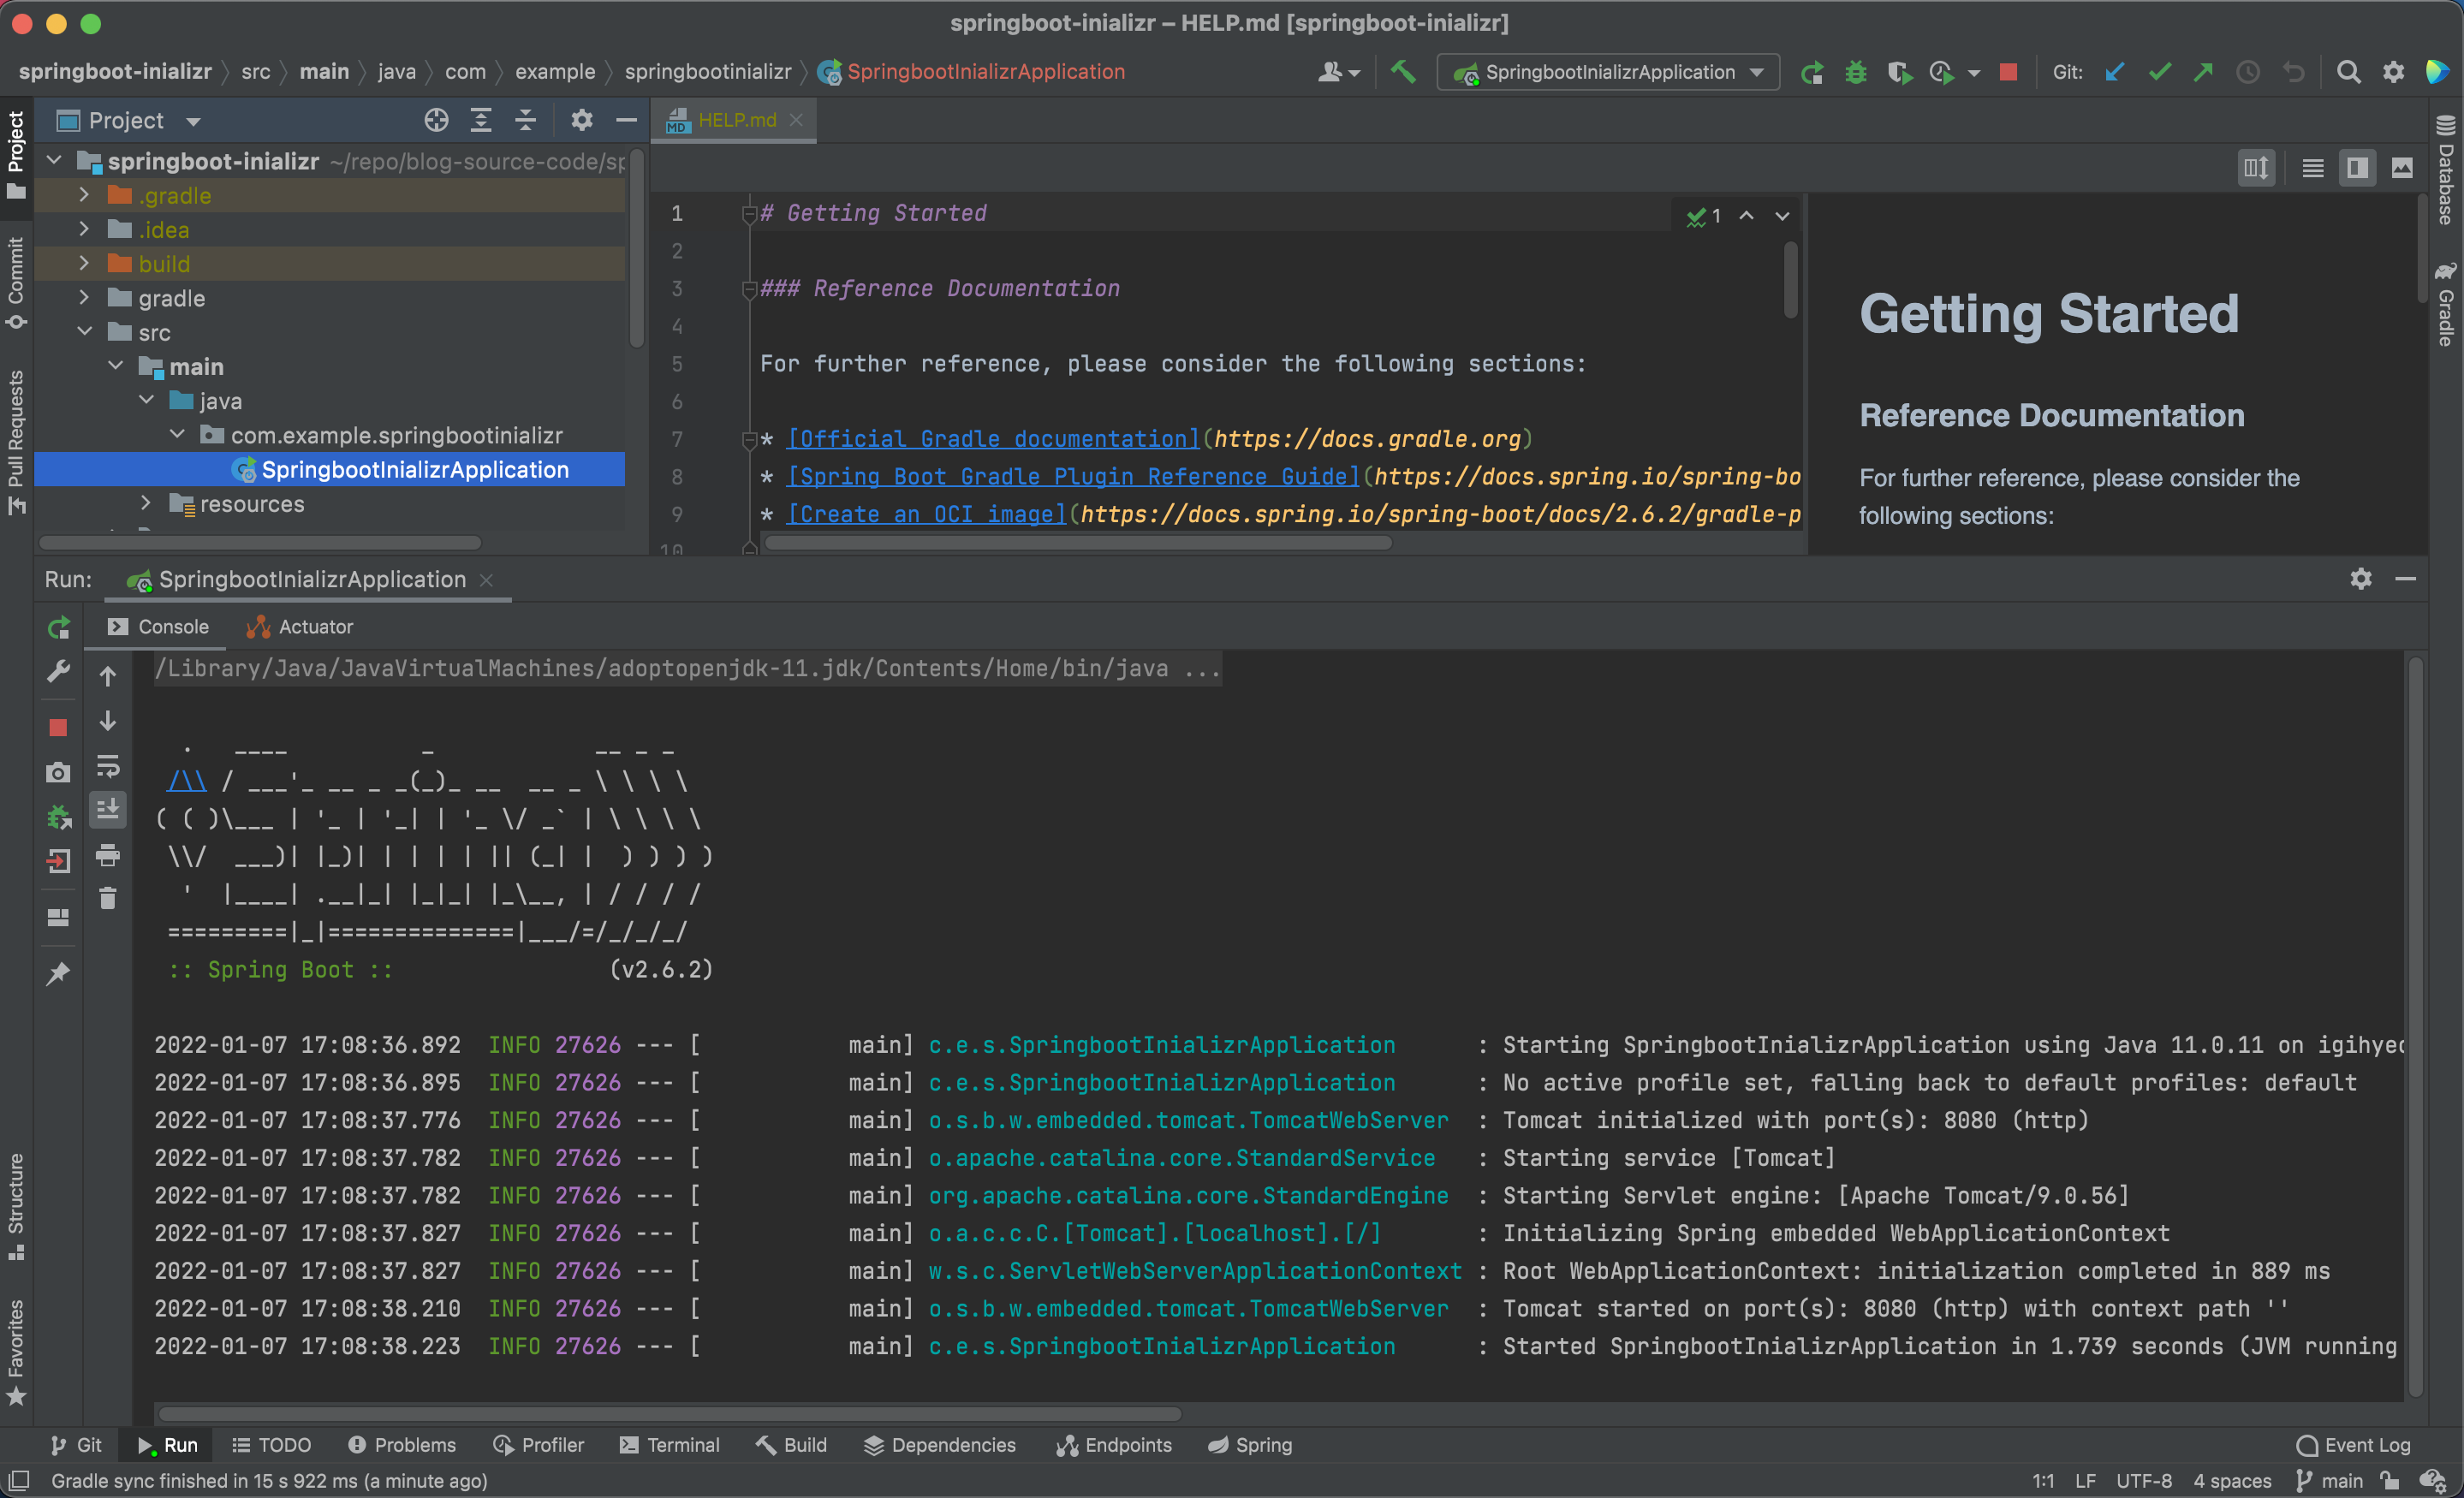 springboot-inializr – HELP.md [springboot-inializr]
springboot-inializr src main java com example springbootinializr SpringbootInializrApplication
SpringbootInializrApplication Git:
Project
HELP.md
springboot-inializr ~/repo/blog-source-code/sp
.gradle
.idea
build
gradle
src
main
java
com.example.springbootinializr
SpringbootInializrApplication
resources
Project
Commit
Pull Requests
Structure
Favorites
1 # Getting Started
2
3 ### Reference Documentation
4
5 For further reference, please consider the following sections:
6
7 * [Official Gradle documentation](https://docs.gradle.org)
8 * [Spring Boot Gradle Plugin Reference Guide](https://docs.spring.io/spring-bo
9 * [Create an OCI image](https://docs.spring.io/spring-boot/docs/2.6.2/gradle-p
10
1
Getting Started
Reference Documentation
For further reference, please consider the
following sections:
Database
Gradle
Run: SpringbootInializrApplication
Console Actuator
/Library/Java/JavaVirtualMachines/adoptopenjdk-11.jdk/Contents/Home/bin/java ...
  .   ____          _            __ _ _
 /\\ / ___'_ __ _ _(_)_ __  __ _ \ \ \ \
( ( )\___ | '_ | '_| | '_ \/ _` | \ \ \ \
 \\/  ___)| |_)| | | | | || (_| |  ) ) ) )
  '  |____| .__|_| |_|_| |_\__, | / / / /
 =========|_|==============|___/=/_/_/_/
 :: Spring Boot ::                (v2.6.2)
2022-01-07 17:08:36.892  INFO 27626 --- [           main] c.e.s.SpringbootInializrApplication      : Starting SpringbootInializrApplication using Java 11.0.11 on igihyec
2022-01-07 17:08:36.895  INFO 27626 --- [           main] c.e.s.SpringbootInializrApplication      : No active profile set, falling back to default profiles: default
2022-01-07 17:08:37.776  INFO 27626 --- [           main] o.s.b.w.embedded.tomcat.TomcatWebServer  : Tomcat initialized with port(s): 8080 (http)
2022-01-07 17:08:37.782  INFO 27626 --- [           main] o.apache.catalina.core.StandardService   : Starting service [Tomcat]
2022-01-07 17:08:37.782  INFO 27626 --- [           main] org.apache.catalina.core.StandardEngine  : Starting Servlet engine: [Apache Tomcat/9.0.56]
2022-01-07 17:08:37.827  INFO 27626 --- [           main] o.a.c.c.C.[Tomcat].[localhost].[/]       : Initializing Spring embedded WebApplicationContext
2022-01-07 17:08:37.827  INFO 27626 --- [           main] w.s.c.ServletWebServerApplicationContext : Root WebApplicationContext: initialization completed in 889 ms
2022-01-07 17:08:38.210  INFO 27626 --- [           main] o.s.b.w.embedded.tomcat.TomcatWebServer  : Tomcat started on port(s): 8080 (http) with context path ''
2022-01-07 17:08:38.223  INFO 27626 --- [           main] c.e.s.SpringbootInializrApplication      : Started SpringbootInializrApplication in 1.739 seconds (JVM running
Git Run TODO Problems Profiler Terminal Build Dependencies Endpoints Spring Event Log
Gradle sync finished in 15 s 922 ms (a minute ago) 1:1 LF UTF-8 4 spaces main